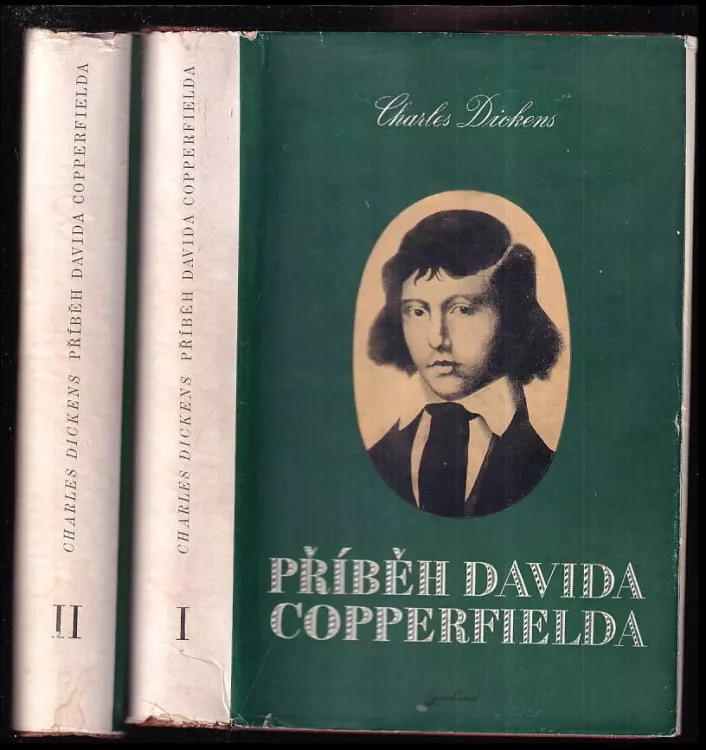 CHARLES DICKENS PŘÍBĚH DAVIDA COPPERFIELDA
II
CHARLES DICKENS PŘÍBĚH DAVIDA COPPERFIELDA
I
Charles Dickens
PŘÍBĚH DAVIDA
COPPERFIELDA